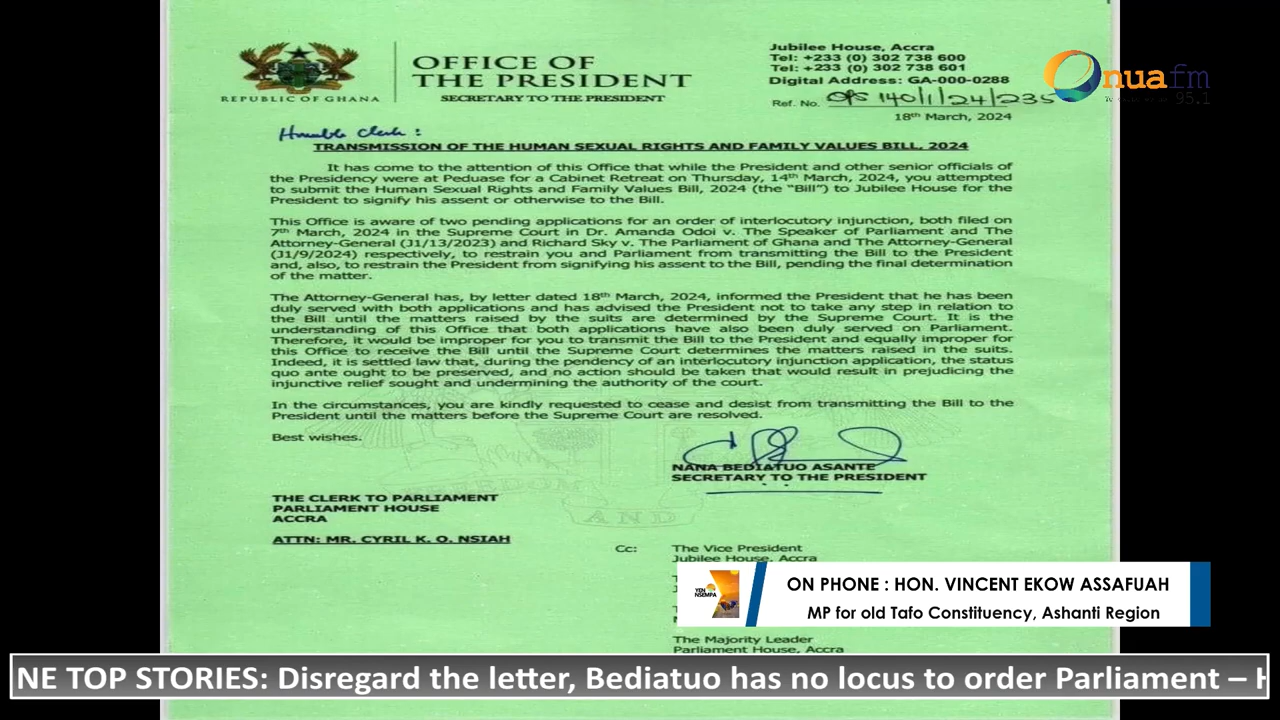 OFFICE OF
THE PRESIDENT
SECRETARY TO THE PRESIDENT
REPUBLIC OF GHANA
Jubilee House, Accra
Tel: +233 (0) 302 738 600
Tel: +233 (0) 302 738 601
Digital Address: GA-000-0288
Ref. No. OPS 140/1/24/235
18th March, 2024
Onua fm
95.1
Humble Clerk:
TRANSMISSION OF THE HUMAN SEXUAL RIGHTS AND FAMILY VALUES BILL, 2024
It has come to the attention of this Office that while the President and other senior officials of
the Presidency were at Peduase for a Cabinet Retreat on Thursday, 14th March, 2024, you attempted
to submit the Human Sexual Rights and Family Values Bill, 2024 (the "Bill") to Jubilee House for the
President to signify his assent or otherwise to the Bill.
This Office is aware of two pending applications for an order of interlocutory injunction, both filed on
7th March, 2024 in the Supreme Court in Dr. Amanda Odoi v. The Speaker of Parliament and The
Attorney-General (J1/13/2023) and Richard Sky v. The Parliament of Ghana and The Attorney-General
(J1/9/2024) respectively, to restrain you and Parliament from transmitting the Bill to the President
and, also, to restrain the President from signifying his assent to the Bill, pending the final determination
of the matter.
The Attorney-General has, by letter dated 18th March, 2024, informed the President that he has been
duly served with both applications and has advised the President not to take any step in relation to
the Bill until the matters raised by the suits are determined by the Supreme Court. It is the
understanding of this Office that both applications have also been duly served on Parliament.
Therefore, it would be improper for you to transmit the Bill to the President and equally improper for
this Office to receive the Bill until the Supreme Court determines the matters raised in the suits.
Indeed, it is settled law that, during the pendency of an interlocutory injunction application, the status
quo ante ought to be preserved, and no action should be taken that would result in prejudicing the
injunctive relief sought and undermining the authority of the court.
In the circumstances, you are kindly requested to cease and desist from transmitting the Bill to the
President until the matters before the Supreme Court are resolved.
Best wishes.
NANA BEDIATUO ASANTE
SECRETARY TO THE PRESIDENT
FREEDOM
AND
THE CLERK TO PARLIAMENT
PARLIAMENT HOUSE
ACCRA
ATTN: MR. CYRIL K. O. NSIAH
Cc: The Vice President
Jubilee House, Accra
The Majority Leader
Parliament House, Accra
YEN
NSEMPA
ON PHONE : HON. VINCENT EKOW ASSAFUAH
MP for old Tafo Constituency, Ashanti Region
NE TOP STORIES: Disregard the letter, Bediatuo has no locus to order Parliament –